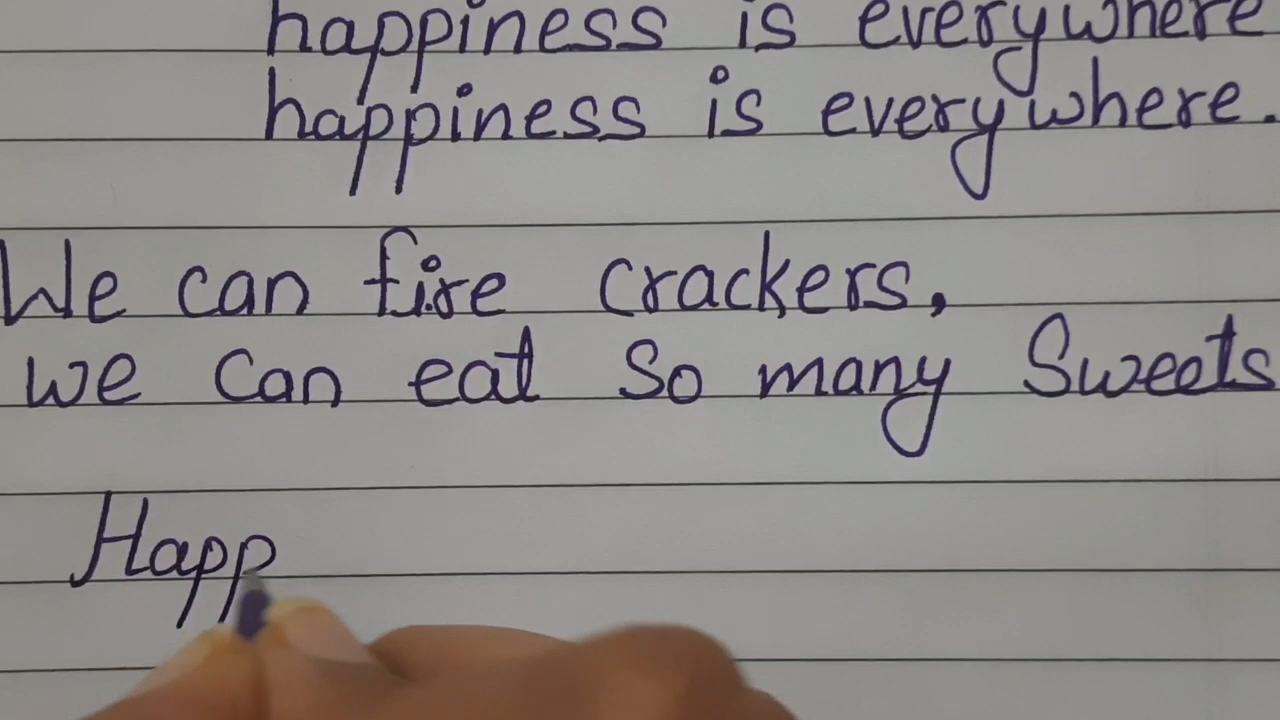 happiness is everywhere
happiness is everywhere.
We can fire crackers,
we can eat so many Sweets
Happ